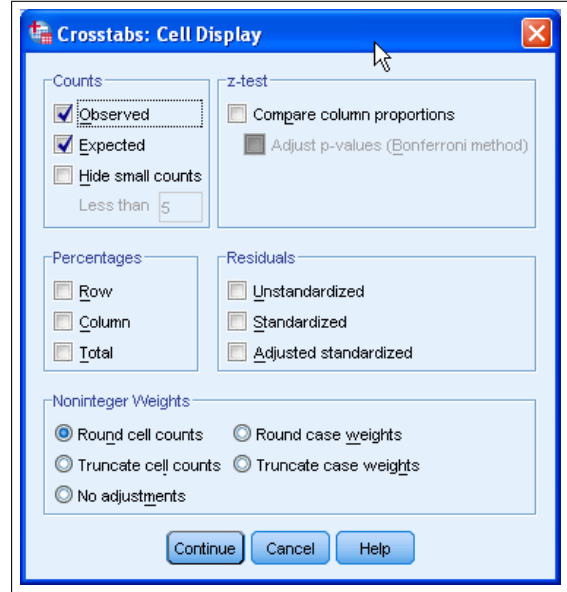 Crosstabs: Cell Display
Counts
Observed
Expected
Hide small counts
Less than 5
z-test
Compare column proportions
Adjust p-values (Bonferroni method)
Percentages
Row
Column
Total
Residuals
Unstandardized
Standardized
Adjusted standardized
Noninteger Weights
Round cell counts
Round case weights
Truncate cell counts
Truncate case weights
No adjustments
Continue
Cancel
Help